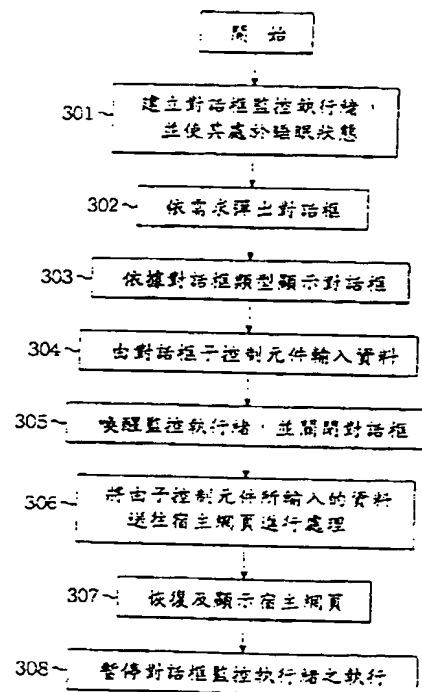 開 始
301~ 建立對話框監控執行緒,
並使其處於睡眠狀態
302~ 依需求彈出對話框
303~ 依據對話框類型顯示對話框
304~ 由對話框子控制元件輸入資料
305~ 喚醒監控執行緒,並關閉對話框
306~ 將由子控制元件所輸入的資料
送往宿主網頁進行處理
307~ 恢復及顯示宿主網頁
308~ 暫停對話框監控執行緒之執行